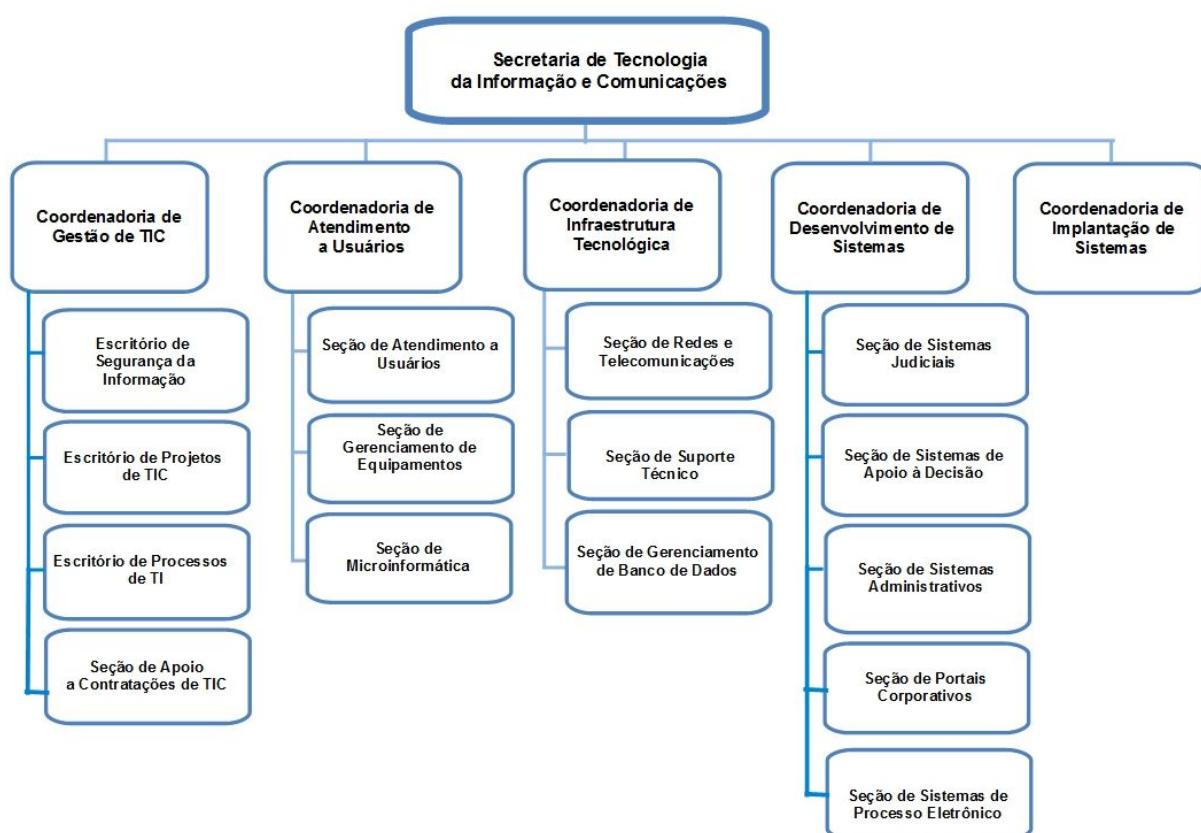 Secretaria de Tecnologia
da Informação e Comunicações
Coordenadoria de
Gestão de TIC
Coordenadoria de
Atendimento
a Usuários
Coordenadoria de
Infraestrutura
Tecnológica
Coordenadoria de
Desenvolvimento de
Sistemas
Coordenadoria de
Implantação de
Sistemas
Escritório de
Segurança da
Informação
Escritório de Projetos
de TIC
Escritório de Processos
de TI
Seção de Apoio
a Contratações de TIC
Seção de Atendimento a
Usuários
Seção de
Gerenciamento de
Equipamentos
Seção de
Microinformática
Seção de Redes e
Telecomunicações
Seção de Suporte
Técnico
Seção de Gerenciamento
de Banco de Dados
Seção de Sistemas
Judiciais
Seção de Sistemas de
Apoio à Decisão
Seção de Sistemas
Administrativos
Seção de Portais
Corporativos
Seção de Sistemas de
Processo Eletrônico